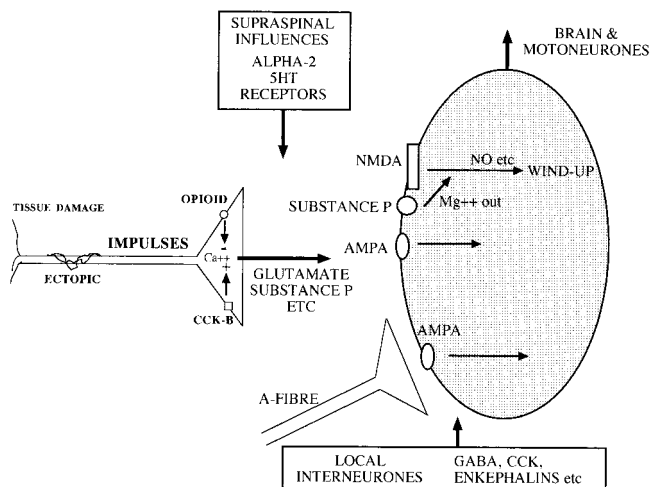 SUPRASPINAL
INFLUENCES
ALPHA-2
5HT
RECEPTORS
BRAIN &
MOTONEURONES
NMDA
NO etc
WIND-UP
SUBSTANCE P
Mg++ out
AMPA
TISSUE DAMAGE
IMPULSES
ECTOPIC
OPIOID
-
Ca++
+
CCK-B
GLUTAMATE
SUBSTANCE P
ETC
AMPA
A-FIBRE
LOCAL
INTERNEURONES
GABA, CCK,
ENKEPHALINS etc